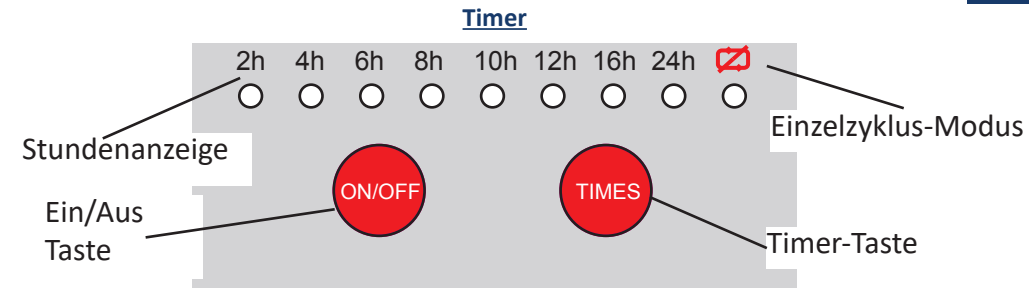 Timer
2h 4h 6h 8h 10h 12h 16h 24h
Einzelzyklus-Modus
Stundenanzeige
ON/OFF TIMES
Ein/Aus
Taste
Timer-Taste